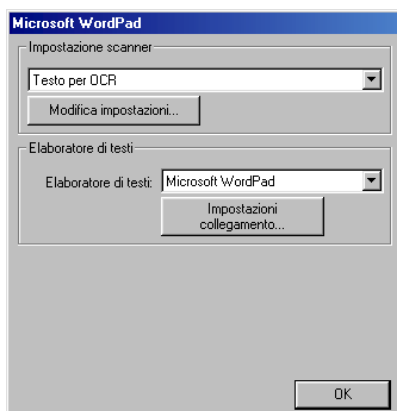 Microsoft WordPad
Impostazione scanner
Testo per OCR
Modifica impostazioni...
Elaboratore di testi
Elaboratore di testi: Microsoft WordPad
Impostazioni
collegamento...
OK